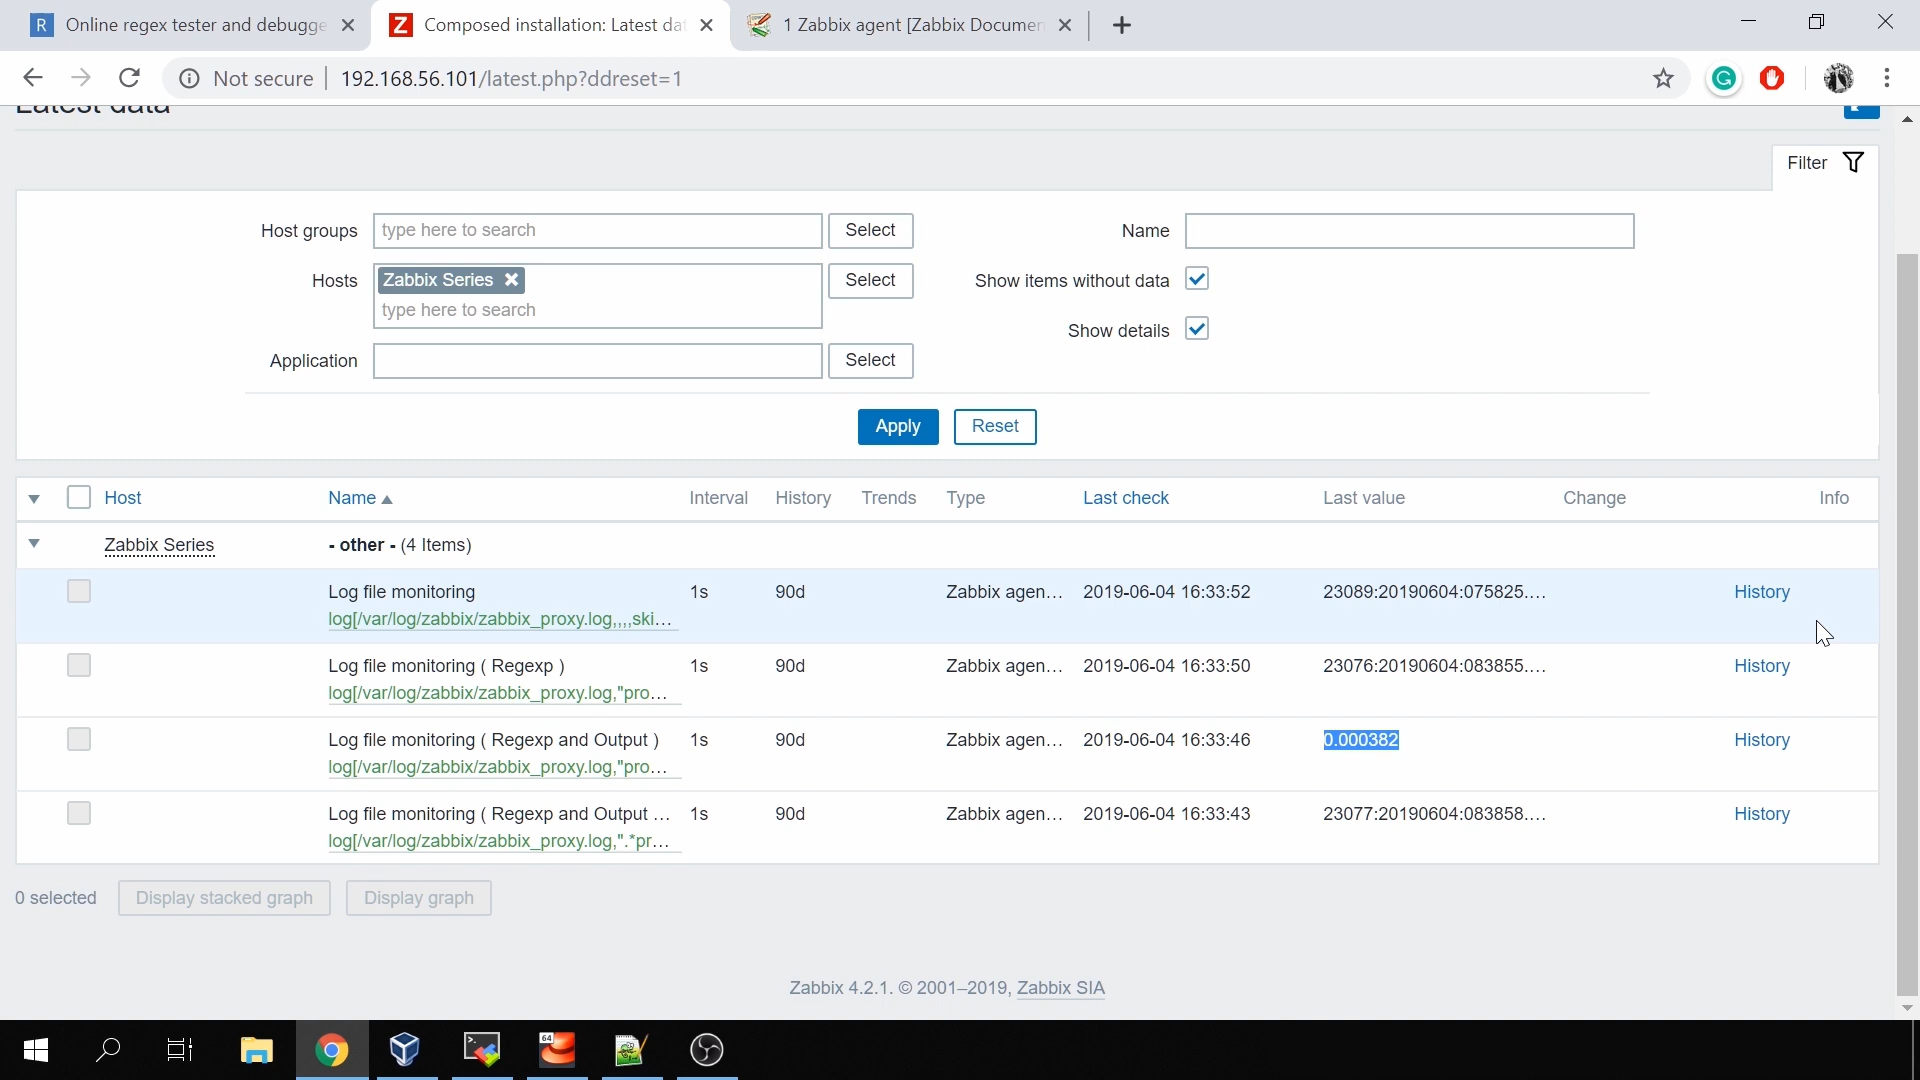 Online regex tester and debugge
Composed installation: Latest dat
1 Zabbix agent [Zabbix Documen
Not secure
192.168.56.101/latest.php?ddreset=1
Latest data
Filter
Host groups
type here to search
Select
Name
Hosts
Zabbix Series
type here to search
Select
Show items without data
Show details
Application
Select
Apply
Reset
Host Name Interval History Trends Type Last check Last value Change Info
Zabbix Series - other - (4 Items)
Log file monitoring 1s 90d Zabbix agen... 2019-06-04 16:33:52 23089:20190604:075825.... History
log[/var/log/zabbix/zabbix_proxy.log,,,,ski...
Log file monitoring ( Regexp ) 1s 90d Zabbix agen... 2019-06-04 16:33:50 23076:20190604:083855.... History
log[/var/log/zabbix/zabbix_proxy.log,"pro...
Log file monitoring ( Regexp and Output ) 1s 90d Zabbix agen... 2019-06-04 16:33:46 0.000382 History
log[/var/log/zabbix/zabbix_proxy.log,"pro...
Log file monitoring ( Regexp and Output ... 1s 90d Zabbix agen... 2019-06-04 16:33:43 23077:20190604:083858.... History
log[/var/log/zabbix/zabbix_proxy.log,".*pr...
0 selected
Display stacked graph
Display graph
Zabbix 4.2.1. © 2001–2019, Zabbix SIA
64